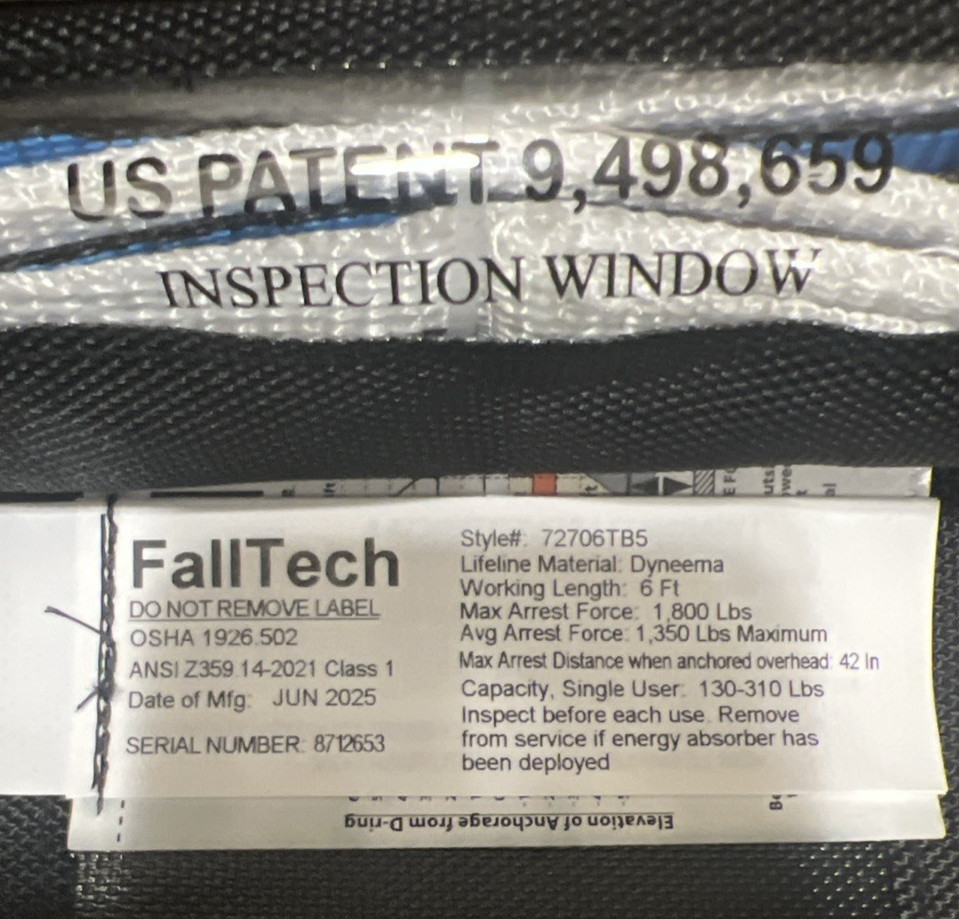 US PATENT 9,498,659
INSPECTION WINDOW
FallTech
DO NOT REMOVE LABEL
OSHA 1926.502
ANSI Z359.14-2021 Class 1
Date of Mfg: JUN 2025
SERIAL NUMBER: 8712653
Style#: 72706TB5
Lifeline Material: Dyneema
Working Length: 6 Ft
Max Arrest Force: 1,800 Lbs
Avg Arrest Force: 1,350 Lbs Maximum
Max Arrest Distance when anchored overhead: 42 In
Capacity, Single User: 130-310 Lbs
Inspect before each use. Remove
from service if energy absorber has
been deployed
Elevation of Anchorage from D-ring